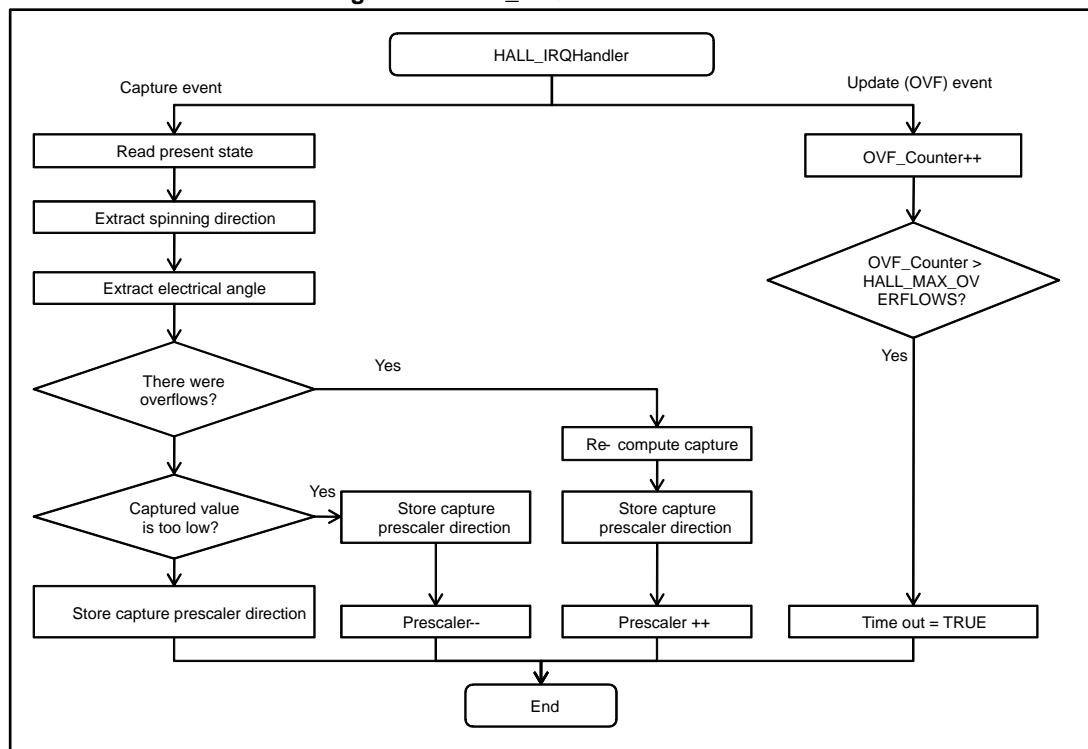 HALL_IRQHandler
Capture event
Update (OVF) event
Read present state
OVF_Counter++
Extract spinning direction
Extract electrical angle
OVF_Counter >
HALL_MAX_OV
ERFLOWS?
Yes
Yes
There were
overflows?
Re- compute capture
Yes
Captured value
is too low?
Store capture
prescaler direction
Store capture
prescaler direction
Store capture prescaler direction
Prescaler--
Prescaler ++
Time out = TRUE
End